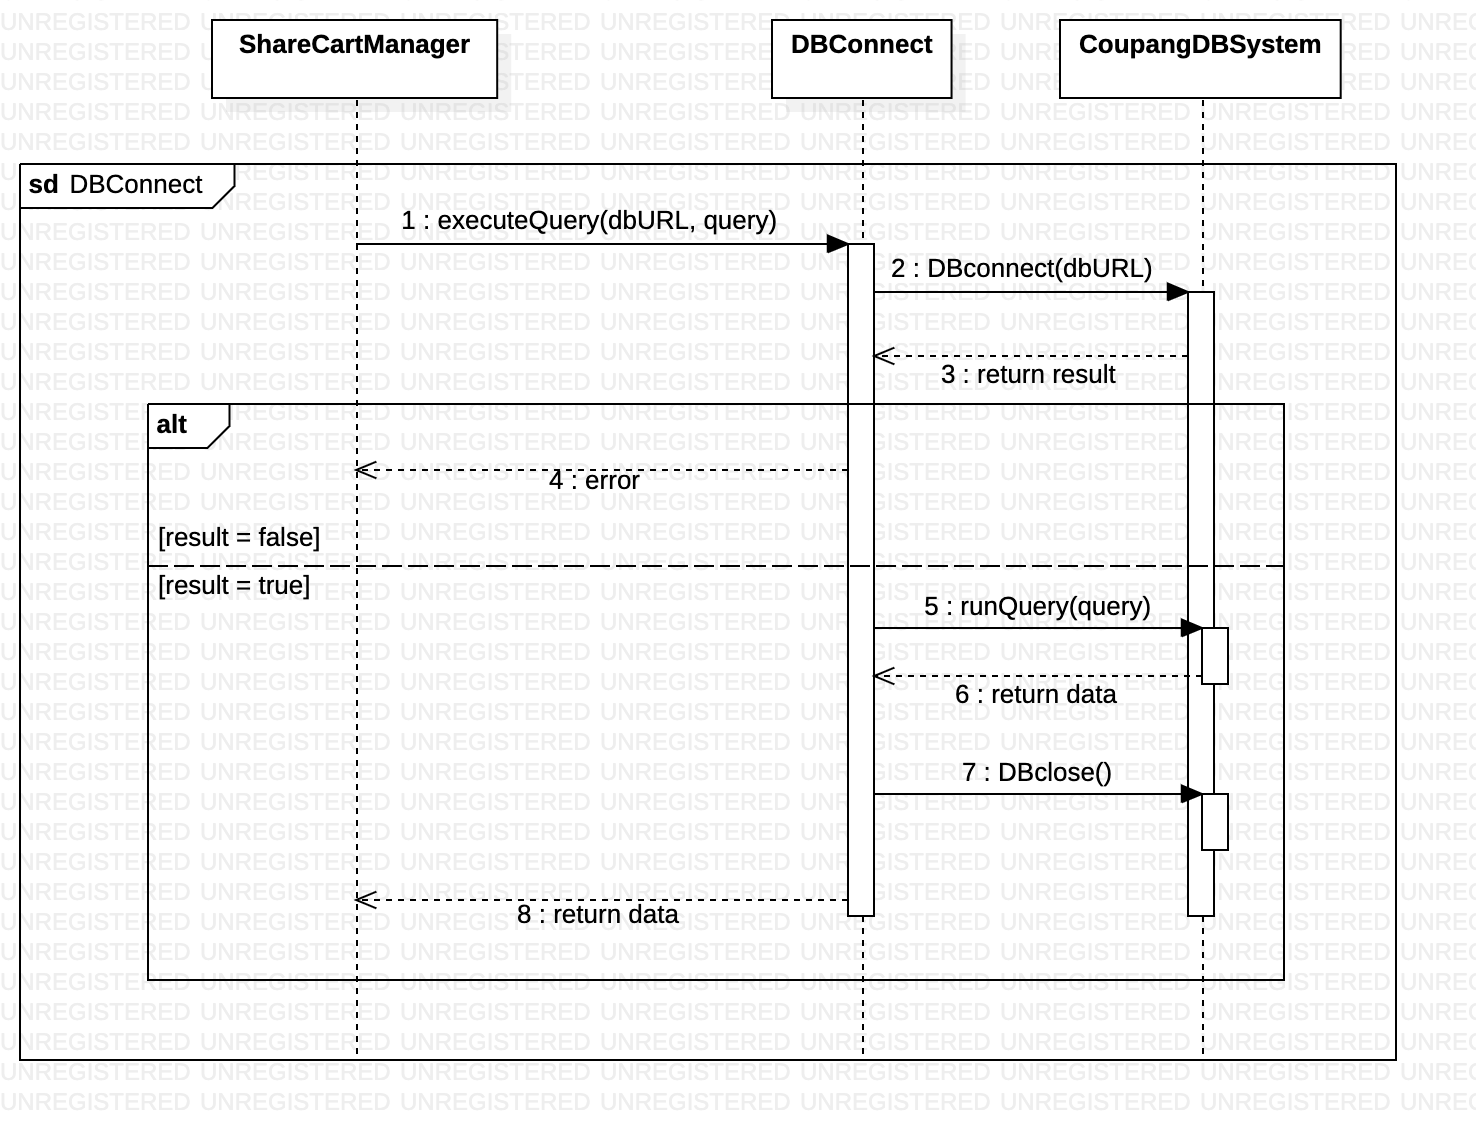 ShareCartManager
DBConnect
CoupangDBSystem
sd DBConnect
1 : executeQuery(dbURL, query)
2 : DBconnect(dbURL)
3 : return result
alt
4 : error
[result = false]
[result = true]
5 : runQuery(query)
6 : return data
7 : DBclose()
8 : return data
UNREGISTERED